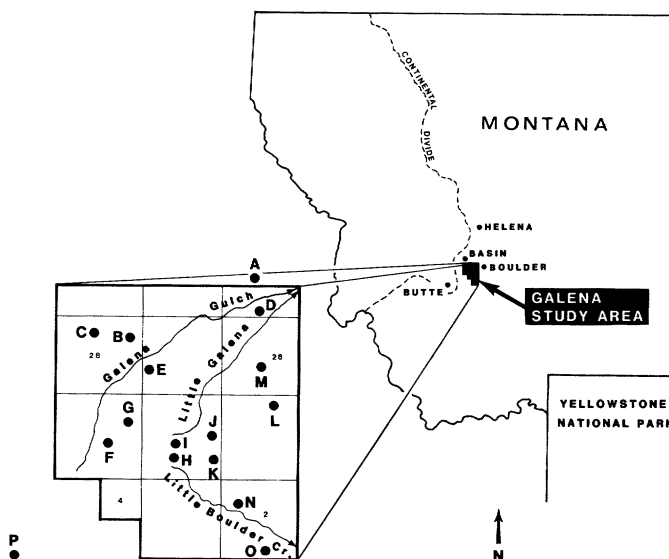 CONTINENTAL
DIVIDE
MONTANA
HELENA
BASIN
BOULDER
BUTTE
GALENA
STUDY AREA
YELLOWSTONE
NATIONAL PARK
N
A
Galena Gulch
D
C
B
28
E
Little Galena
28
M
L
G
F
I
H
J
K
N
4
2
Little Boulder Cr.
O
P